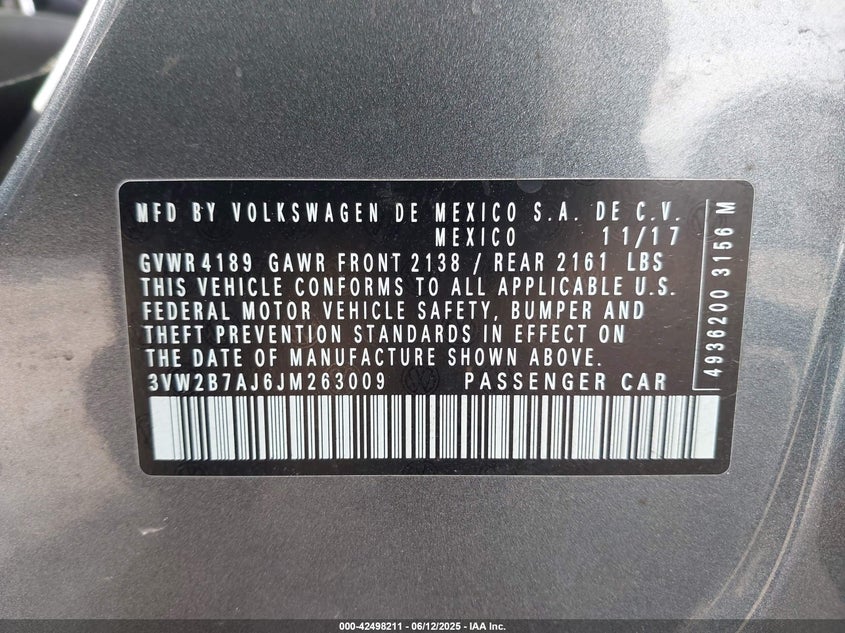 MFD BY VOLKSWAGEN DE MEXICO S.A. DE C.V.
MEXICO 11/17
GVWR 4189 GAWR FRONT 2138 / REAR 2161 LBS
THIS VEHICLE CONFORMS TO ALL APPLICABLE U.S.
FEDERAL MOTOR VEHICLE SAFETY, BUMPER AND
THEFT PREVENTION STANDARDS IN EFFECT ON
THE DATE OF MANUFACTURE SHOWN ABOVE.
3VW2B7AJ6JM263009 PASSENGER CAR
4936200 3156 M
000-42498211 - 06/12/2025 - IAA Inc.